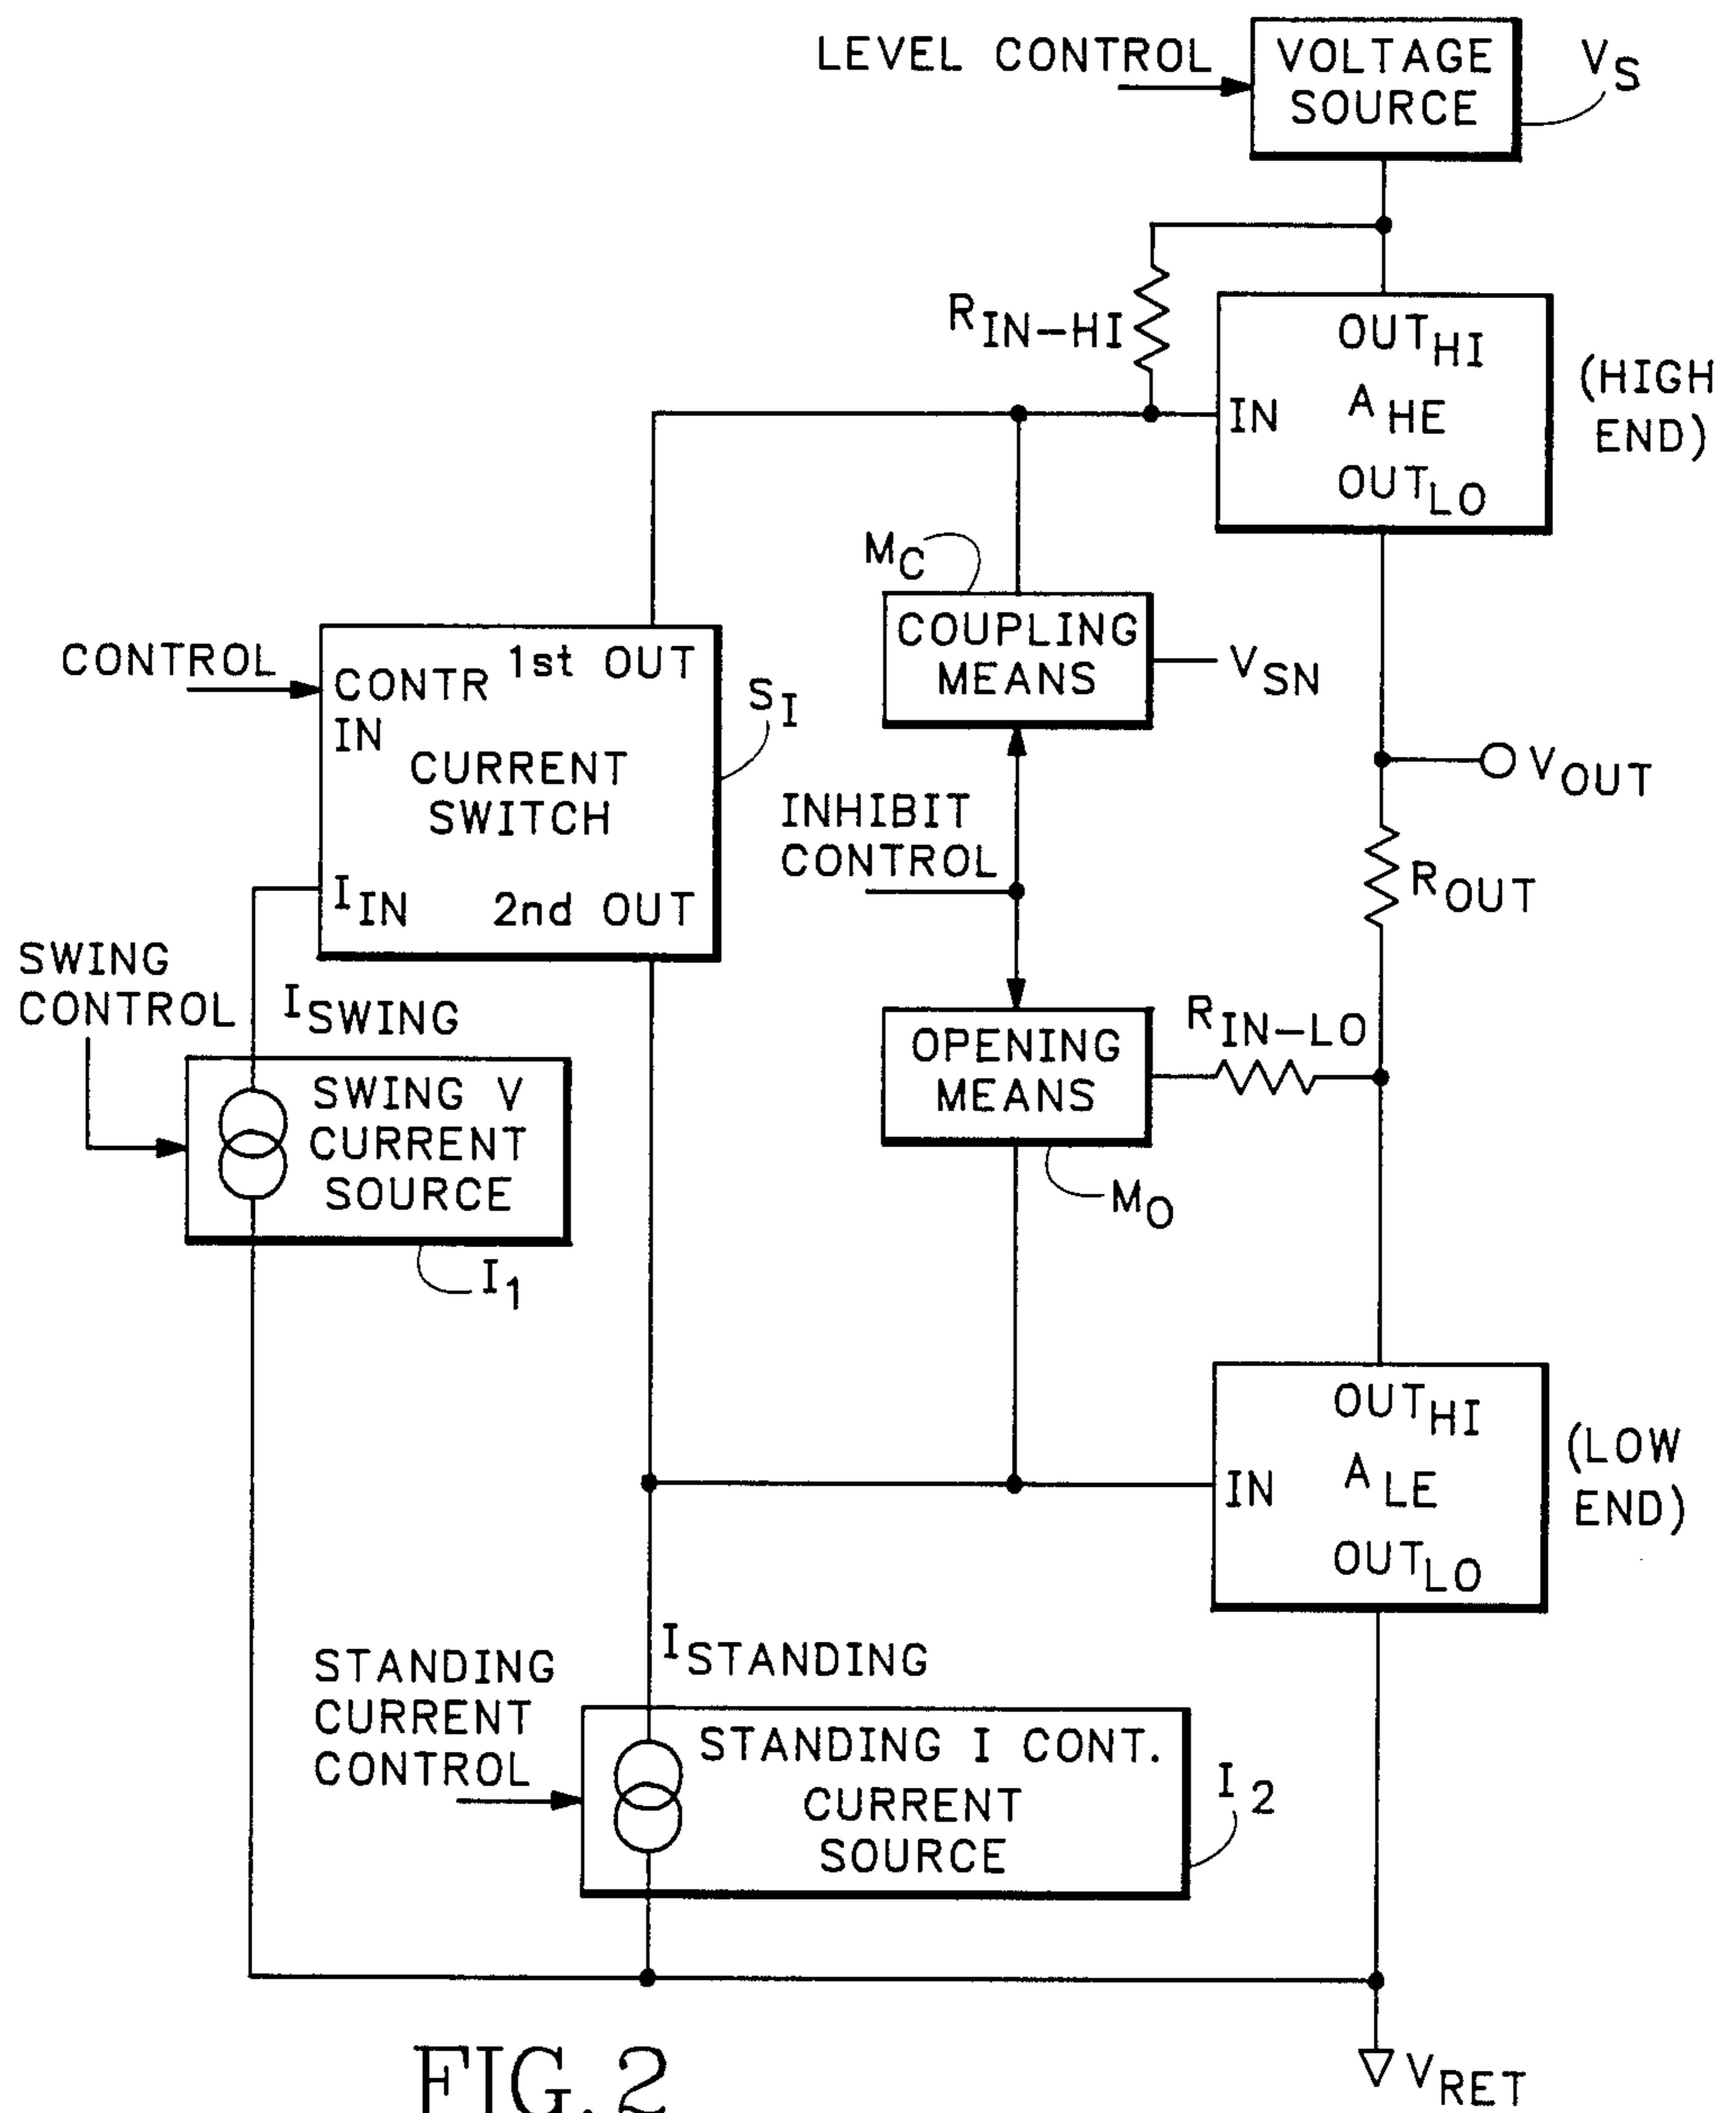 LEVEL CONTROL
VOLTAGE
SOURCE
VS
RIN-HI
OUTHI
IN
AHE
OUTLO
(HIGH
END)
MC
COUPLING
MEANS
VSN
CONTROL
1st OUT
CONTR
IN
CURRENT
SWITCH
IIN
2nd OUT
SI
VOUT
INHIBIT
CONTROL
ROUT
SWING
CONTROL
ISWING
SWING V
CURRENT
SOURCE
I1
OPENING
MEANS
RIN-LO
MO
OUTHI
IN
ALE
OUTLO
(LOW
END)
ISTANDING
STANDING
CURRENT
CONTROL
STANDING I CONT.
CURRENT
SOURCE
I2
VRET
FIG. 2